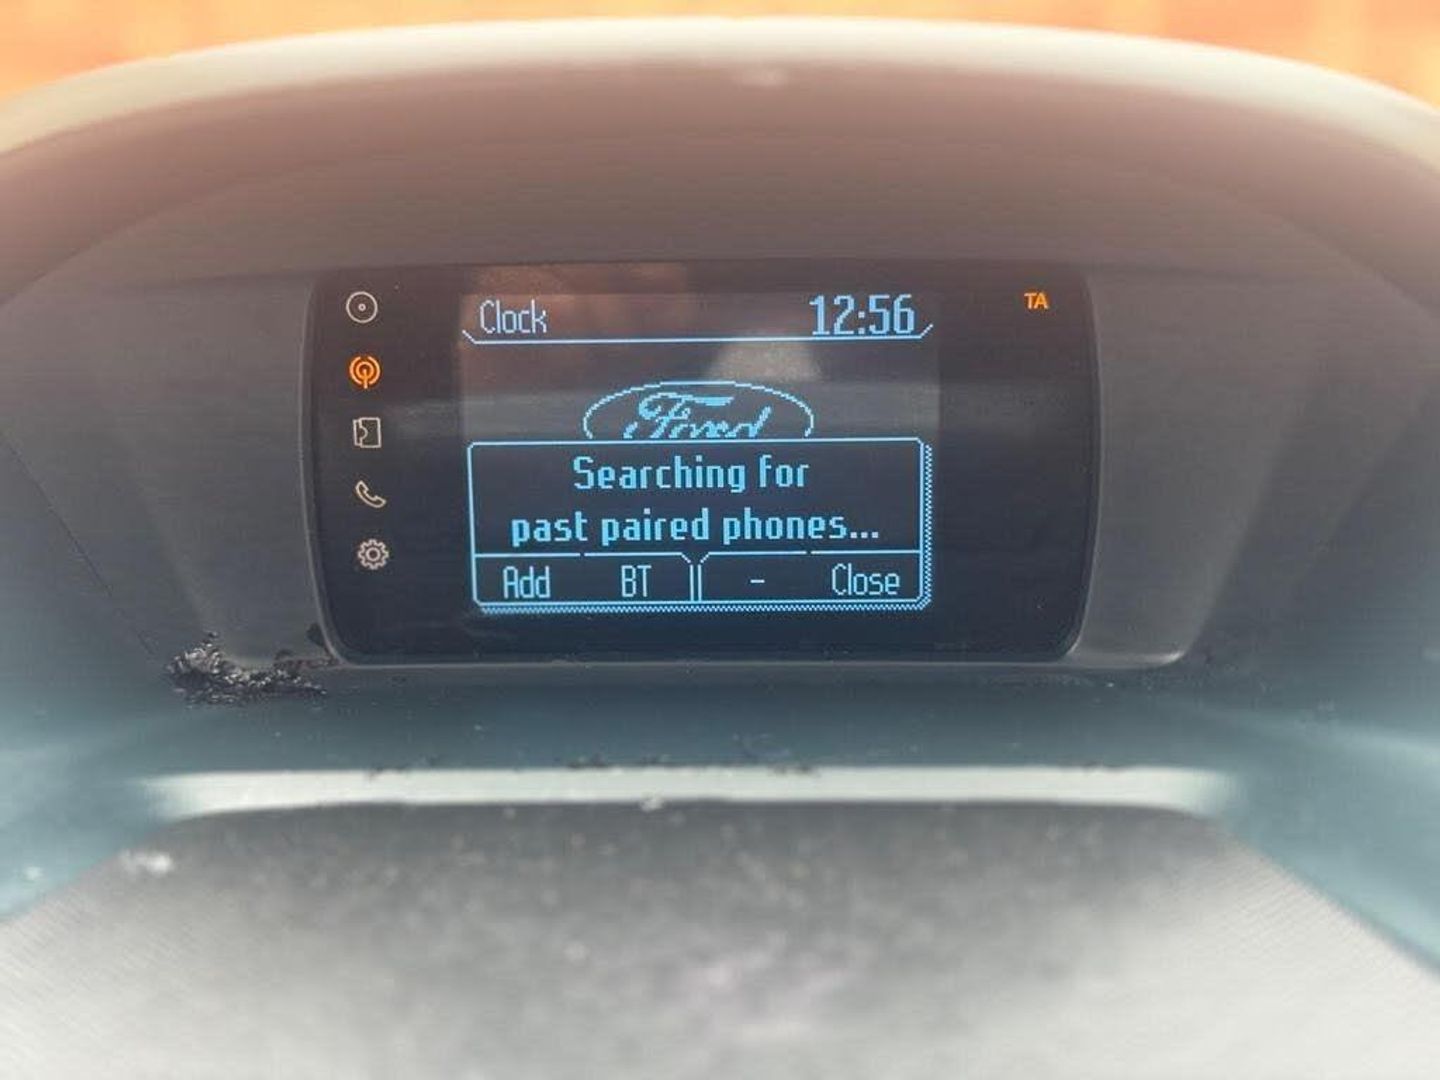 Clock 12:56
TA
Ford
Searching for
past paired phones...
Add BT - Close